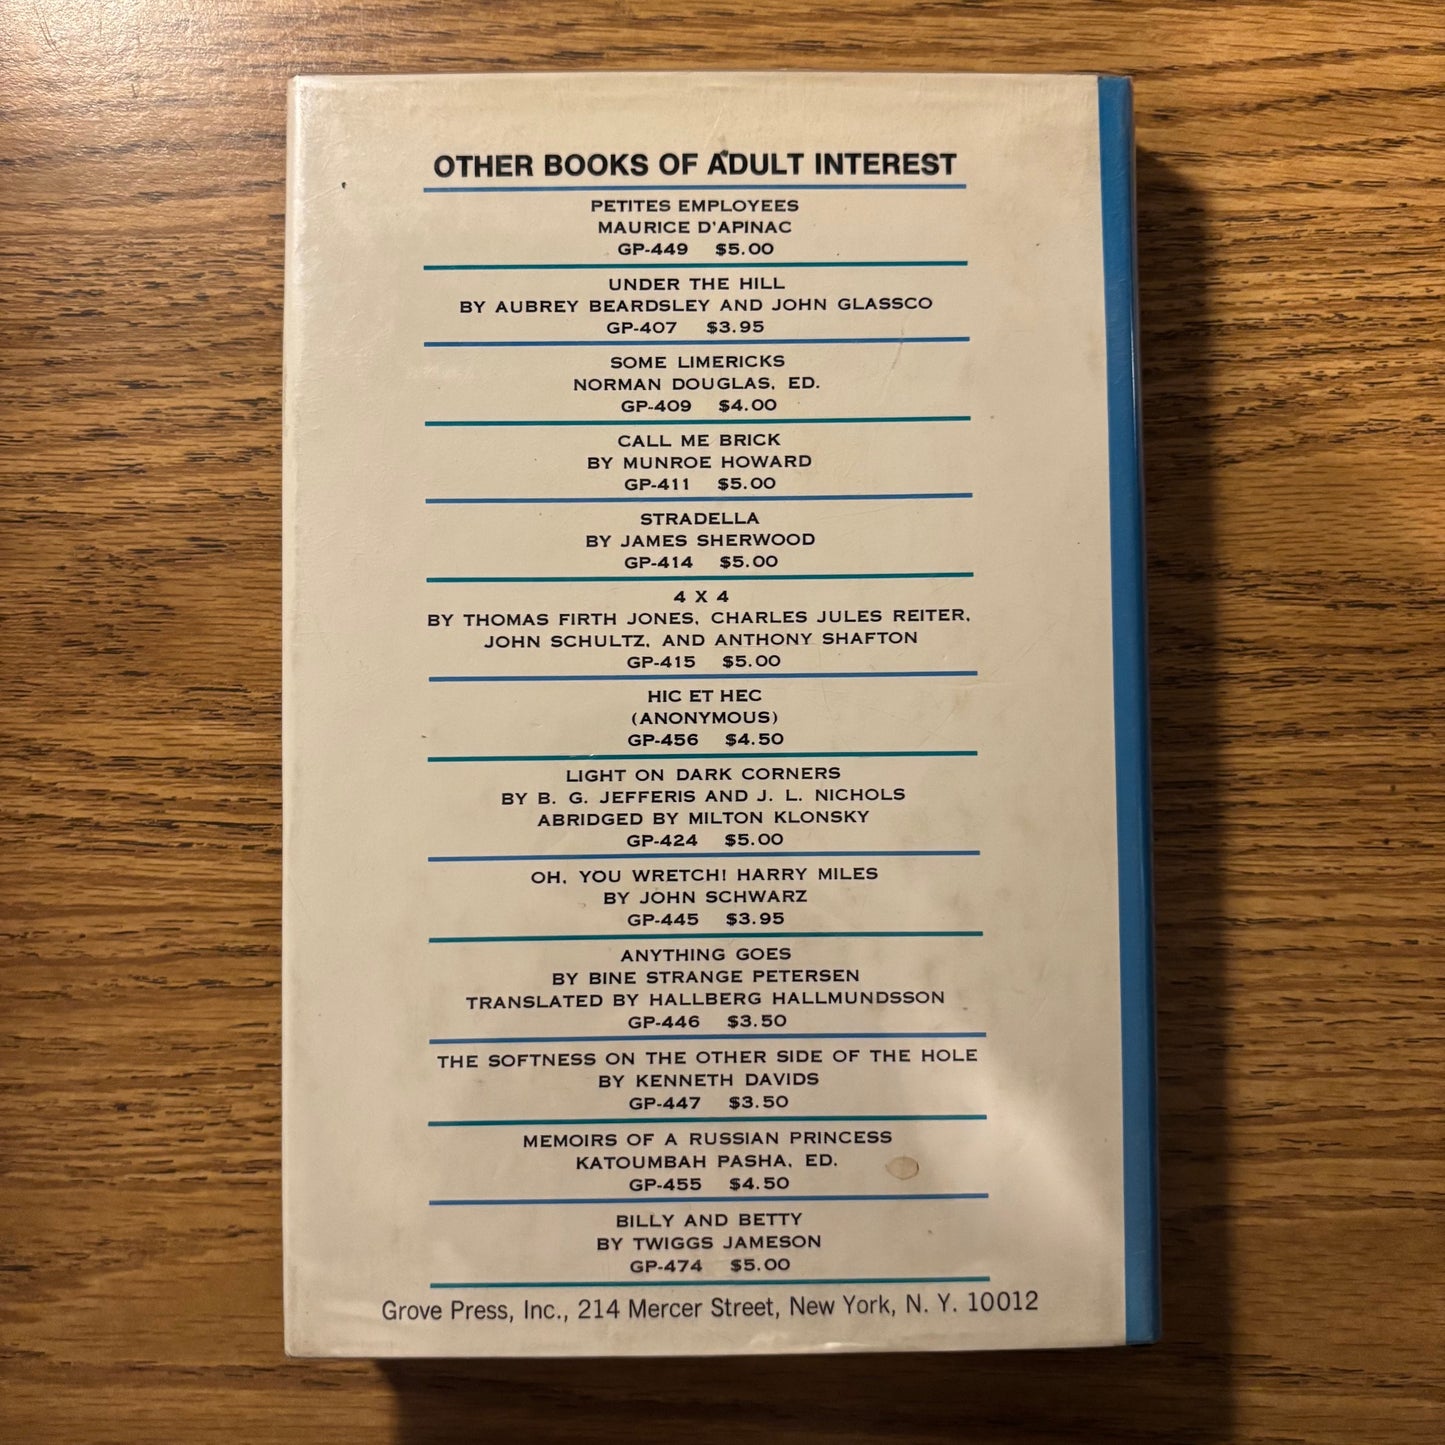 OTHER BOOKS OF ADULT INTEREST
PETITES EMPLOYEES
MAURICE D'APINAC
GP-449 $5.00
UNDER THE HILL
BY AUBREY BEARDSLEY AND JOHN GLASSCO
GP-407 $3.95
SOME LIMERICKS
NORMAN DOUGLAS, ED.
GP-409 $4.00
CALL ME BRICK
BY MUNROE HOWARD
GP-411 $5.00
STRADELLA
BY JAMES SHERWOOD
GP-414 $5.00
4 X 4
BY THOMAS FIRTH JONES, CHARLES JULES REITER,
JOHN SCHULTZ, AND ANTHONY SHAFTON
GP-415 $5.00
HIC ET HEC
(ANONYMOUS)
GP-456 $4.50
LIGHT ON DARK CORNERS
BY B. G. JEFFERIS AND J. L. NICHOLS
ABRIDGED BY MILTON KLONSKY
GP-424 $5.00
OH, YOU WRETCH! HARRY MILES
BY JOHN SCHWARZ
GP-445 $3.95
ANYTHING GOES
BY BINE STRANGE PETERSEN
TRANSLATED BY HALLBERG HALLMUNDSSON
GP-446 $3.50
THE SOFTNESS ON THE OTHER SIDE OF THE HOLE
BY KENNETH DAVIDS
GP-447 $3.50
MEMOIRS OF A RUSSIAN PRINCESS
KATOUMBAH PASHA, ED.
GP-455 $4.50
BILLY AND BETTY
BY TWIGGS JAMESON
GP-474 $5.00
Grove Press, Inc., 214 Mercer Street, New York, N. Y. 10012